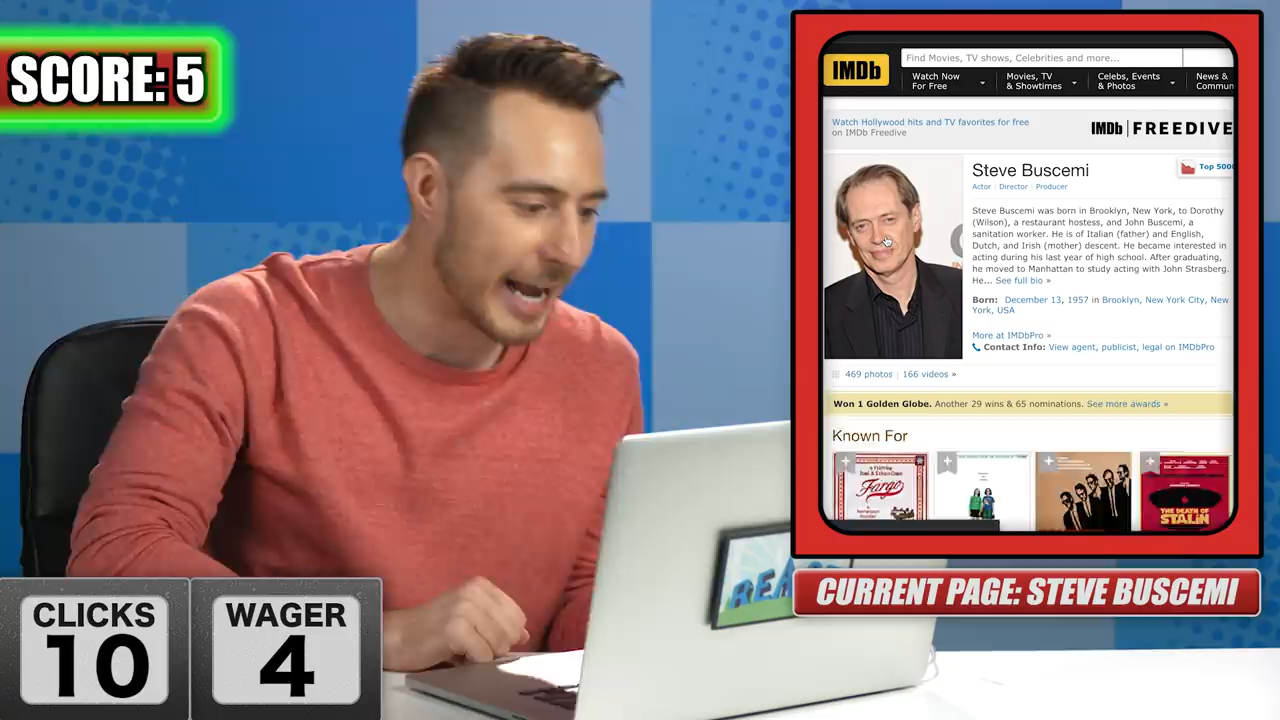 SCORE: 5
CLICKS
10
WAGER
4
IMDb
Find Movies, TV shows, Celebrities and more...
Watch Now
For Free
Movies, TV
& Showtimes
Celebs, Events
& Photos
News &
Commun
Watch Hollywood hits and TV favorites for free
on IMDb Freedive
IMDb | FREEDIVE
Steve Buscemi
Top 500
Actor | Director | Producer
Steve Buscemi was born in Brooklyn, New York, to Dorothy
(Wilson), a restaurant hostess, and John Buscemi, a
sanitation worker. He is of Italian (father) and English,
Dutch, and Irish (mother) descent. He became interested in
acting during his last year of high school. After graduating,
he moved to Manhattan to study acting with John Strasberg.
He... See full bio »
Born: December 13, 1957 in Brooklyn, New York City, New
York, USA
More at IMDbPro »
Contact Info: View agent, publicist, legal on IMDbPro
469 photos | 166 videos »
Won 1 Golden Globe. Another 29 wins & 65 nominations. See more awards »
Known For
Fargo
THE DEATH OF
STALIN
CURRENT PAGE: STEVE BUSCEMI